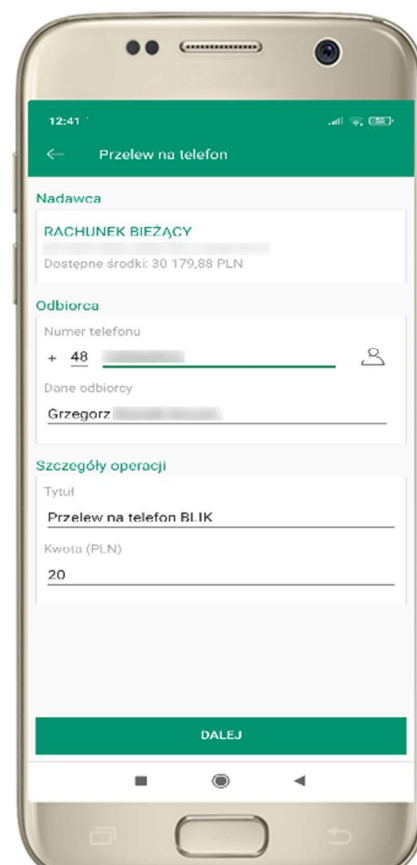 12:41
Przelew na telefon
Nadawca
RACHUNEK BIEŻĄCY
Dostępne środki: 30 179,88 PLN
Odbiorca
Numer telefonu
+ 48
Dane odbiorcy
Grzegorz
Szczegóły operacji
Tytuł
Przelew na telefon BLIK
Kwota (PLN)
20
DALEJ